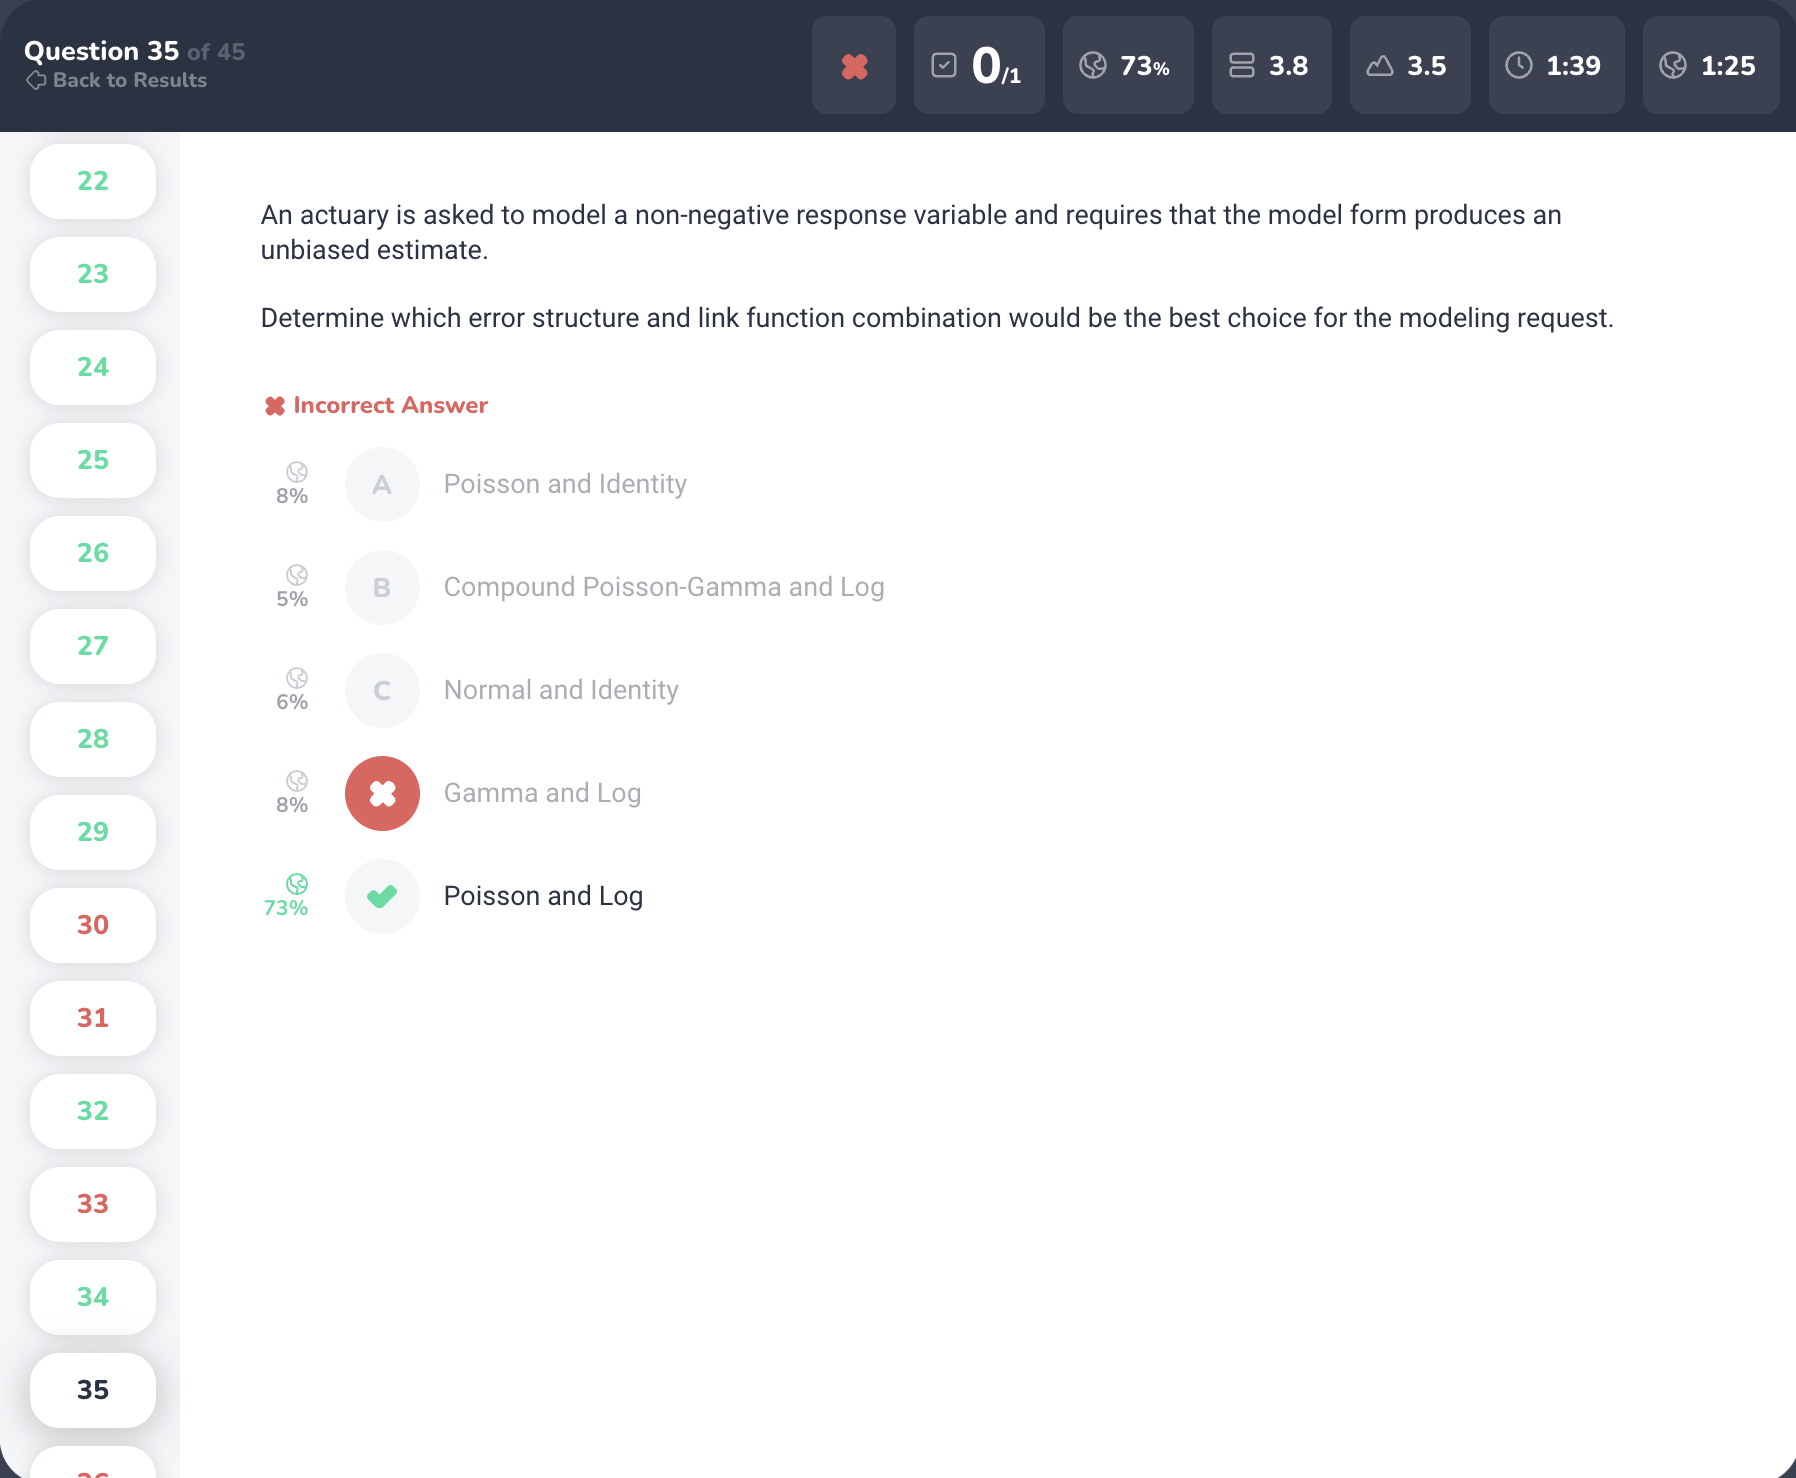 Question 35 of 45
Back to Results
0/1
73%
3.8
3.5
1:39
1:25
22
23
24
25
26
27
28
29
30
31
32
33
34
35
An actuary is asked to model a non-negative response variable and requires that the model form produces an
unbiased estimate.
Determine which error structure and link function combination would be the best choice for the modeling request.
Incorrect Answer
8%
A
Poisson and Identity
5%
B
Compound Poisson-Gamma and Log
6%
C
Normal and Identity
8%
Gamma and Log
73%
Poisson and Log